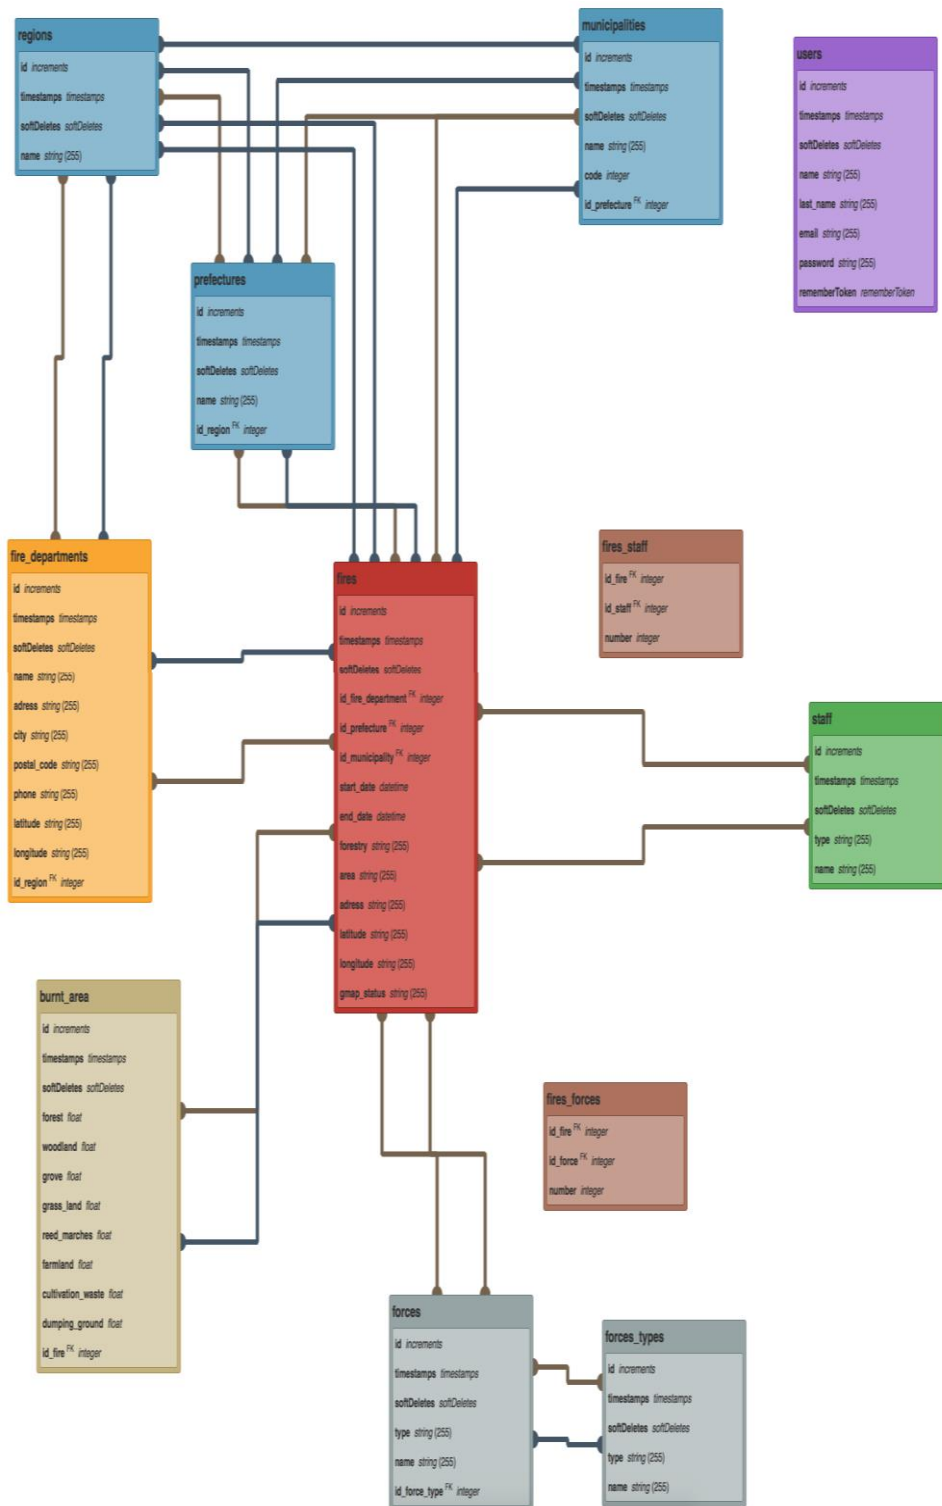 regions
id increments
timestamps timestamps
softDeletes softDeletes
name string (255)
municipalities
id increments
timestamps timestamps
softDeletes softDeletes
name string (255)
code integer
id_prefecture FK integer
users
id increments
timestamps timestamps
softDeletes softDeletes
name string (255)
last_name string (255)
email string (255)
password string (255)
rememberToken rememberToken
prefectures
id increments
timestamps timestamps
softDeletes softDeletes
name string (255)
id_region FK integer
fire_departments
id increments
timestamps timestamps
softDeletes softDeletes
name string (255)
adress string (255)
city string (255)
postal_code string (255)
phone string (255)
latitude string (255)
longitude string (255)
id_region FK integer
fires
id increments
timestamps timestamps
softDeletes softDeletes
id_fire_department FK integer
id_prefecture FK integer
id_municipality FK integer
start_date datetime
end_date datetime
forestry string (255)
area string (255)
adress string (255)
latitude string (255)
longitude string (255)
gmap_status string (255)
fires_staff
id_fire FK integer
id_staff FK integer
number integer
staff
id increments
timestamps timestamps
softDeletes softDeletes
type string (255)
name string (255)
burnt_area
id increments
timestamps timestamps
softDeletes softDeletes
forest float
woodland float
grove float
grass_land float
reed_marches float
farmland float
cultivation_waste float
dumping_ground float
id_fire FK integer
fires_forces
id_fire FK integer
id_force FK integer
number integer
forces
id increments
timestamps timestamps
softDeletes softDeletes
type string (255)
name string (255)
id_force_type FK integer
forces_types
id increments
timestamps timestamps
softDeletes softDeletes
type string (255)
name string (255)